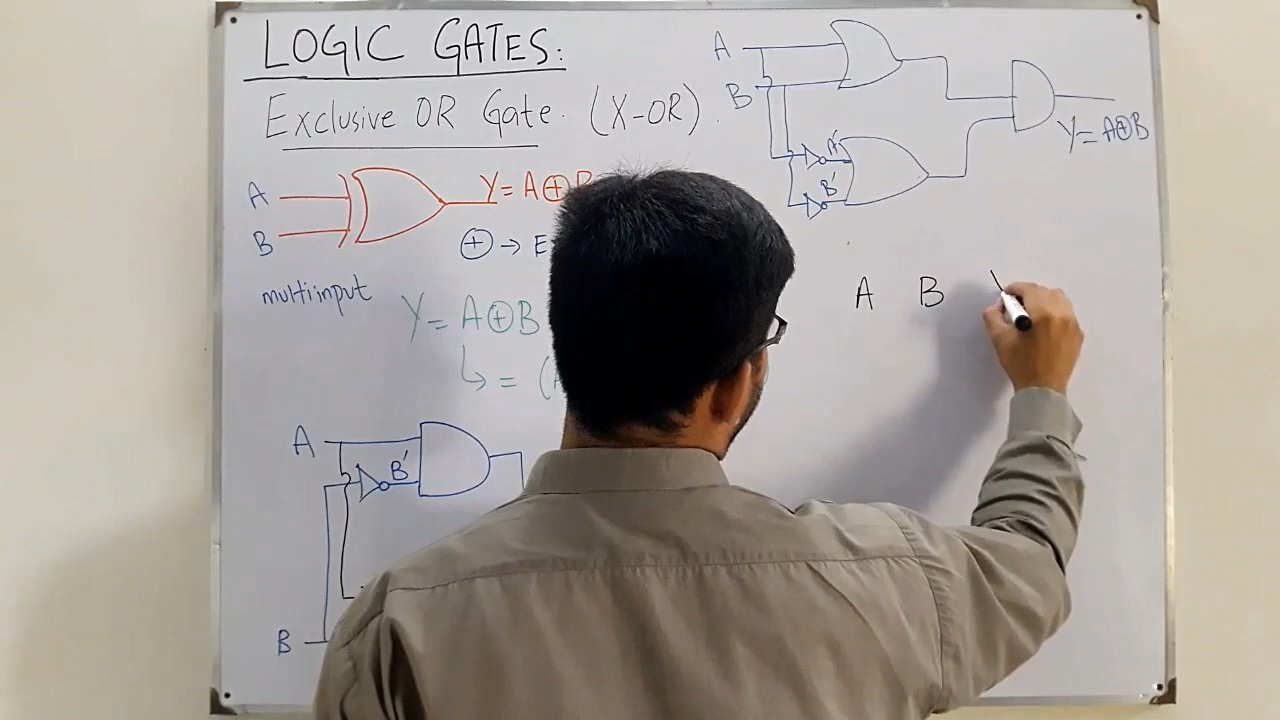 LOGIC GATES:
Exclusive OR Gate. (X-OR).
A
B
Y = A⊕B
⊕ → E
multiinput
Y = A⊕B
↳ = (
A
B'
B
A
B
A'
B'
Y = A⊕B
A B